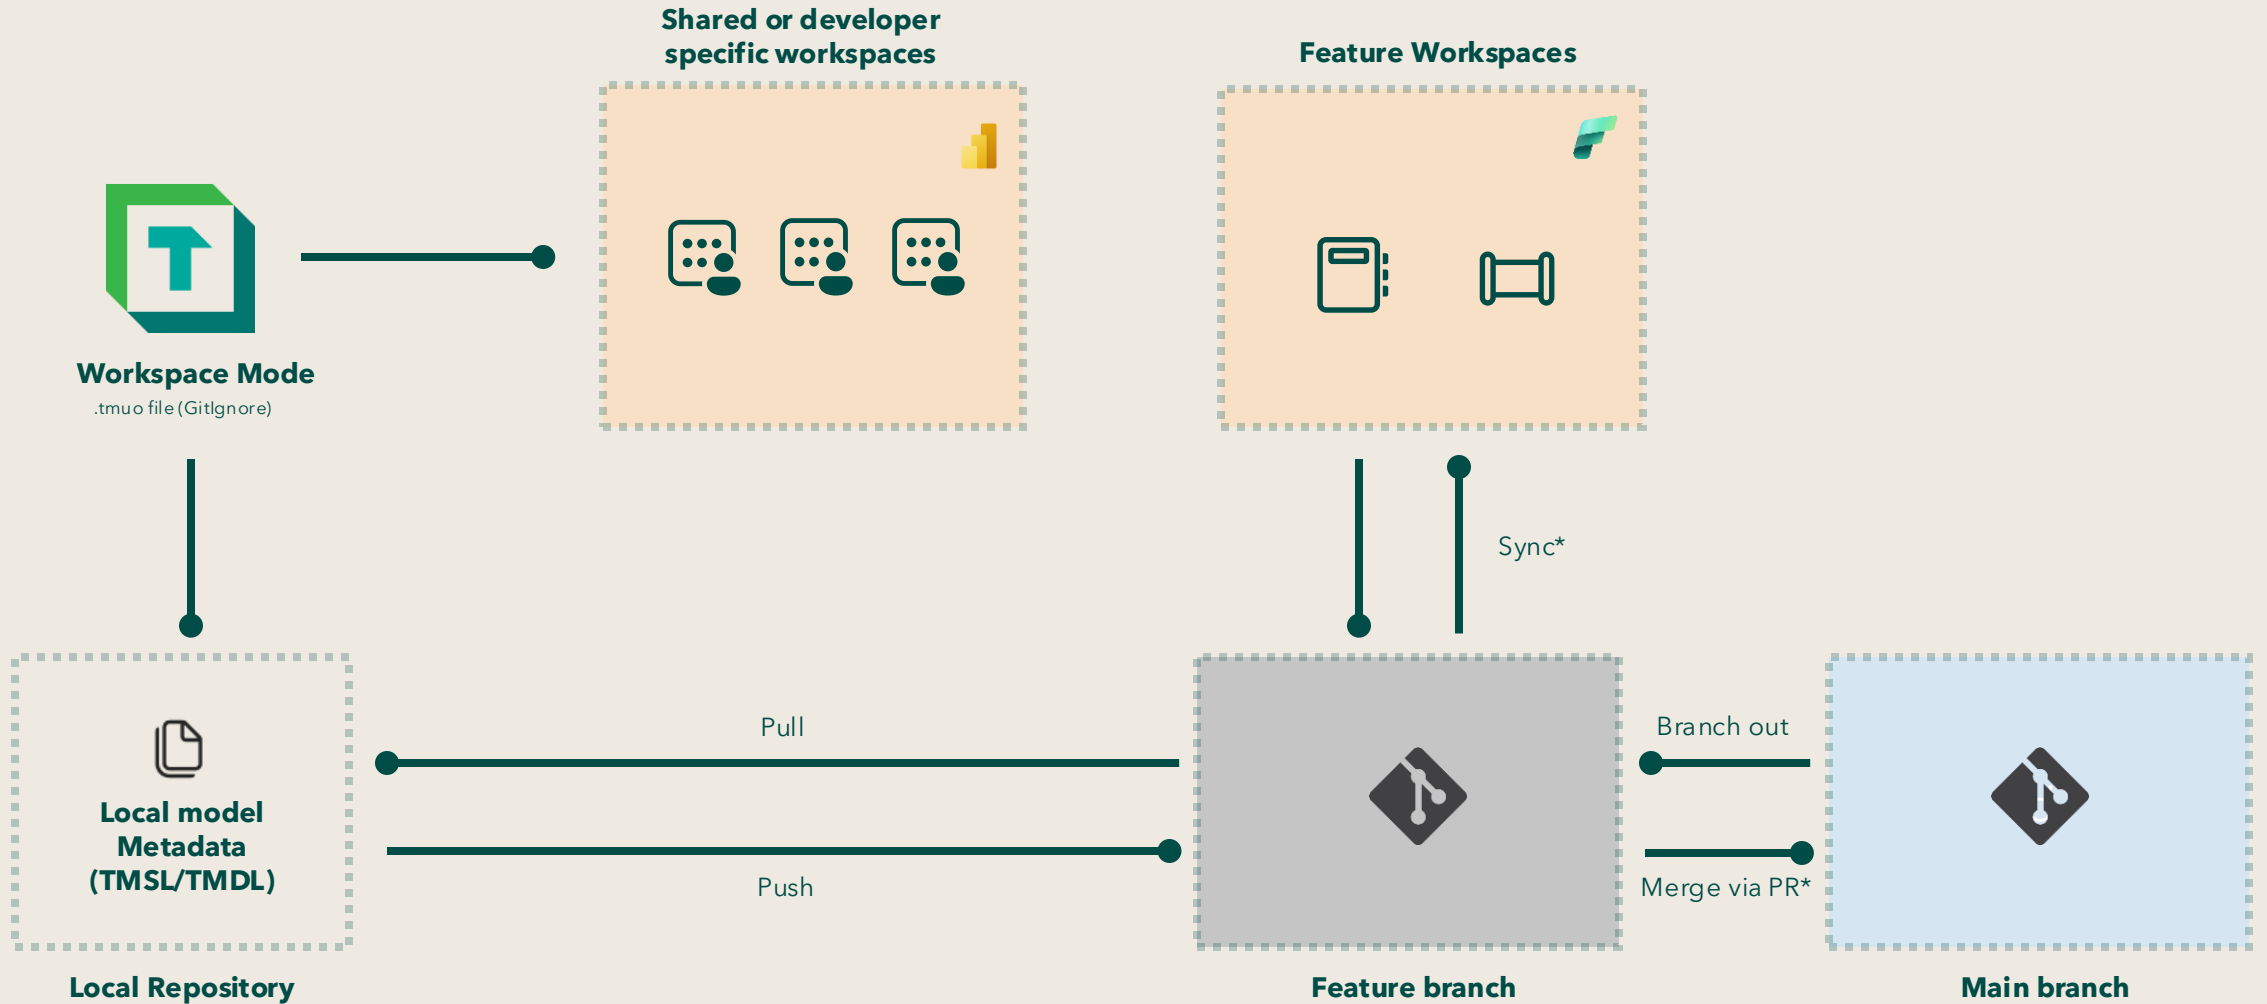 Shared or developer
specific workspaces
Feature Workspaces
Workspace Mode
.tmuo file (GitIgnore)
Sync*
Pull
Branch out
Local model
Metadata
(TMSL/TMDL)
Push
Merge via PR*
Local Repository
Feature branch
Main branch